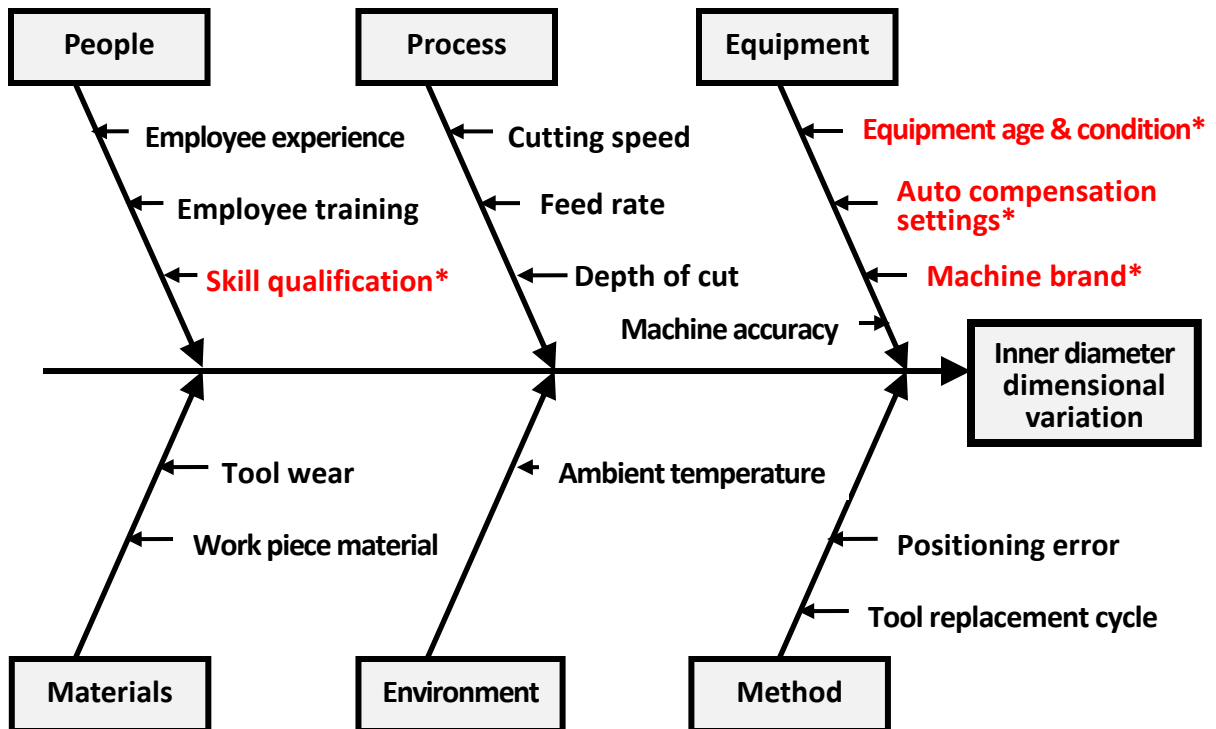 People
Process
Equipment
Employee experience
Cutting speed
Equipment age & condition*
Employee training
Feed rate
Auto compensation
settings*
Skill qualification*
Depth of cut
Machine brand*
Machine accuracy
Inner diameter
dimensional
variation
Tool wear
Ambient temperature
Work piece material
Positioning error
Tool replacement cycle
Materials
Environment
Method